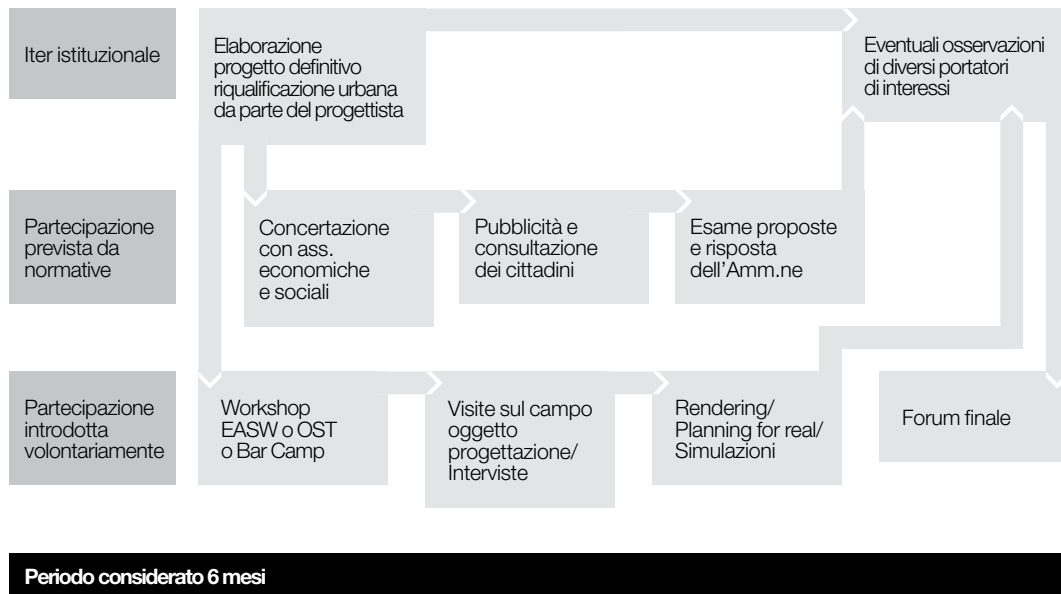 Iter istituzionale
Elaborazione
progetto definitivo
riqualificazione urbana
da parte del progettista
Eventuali osservazioni
di diversi portatori
di interessi
Partecipazione
prevista da
normative
Concertazione
con ass.
economiche
e sociali
Pubblicità e
consultazione
dei cittadini
Esame proposte
e risposta
dell'Amm.ne
Partecipazione
introdotta
volontariamente
Workshop
EASW o OST
o Bar Camp
Visite sul campo
oggetto
progettazione/
Interviste
Rendering/
Planning for real/
Simulazioni
Forum finale
Periodo considerato 6 mesi